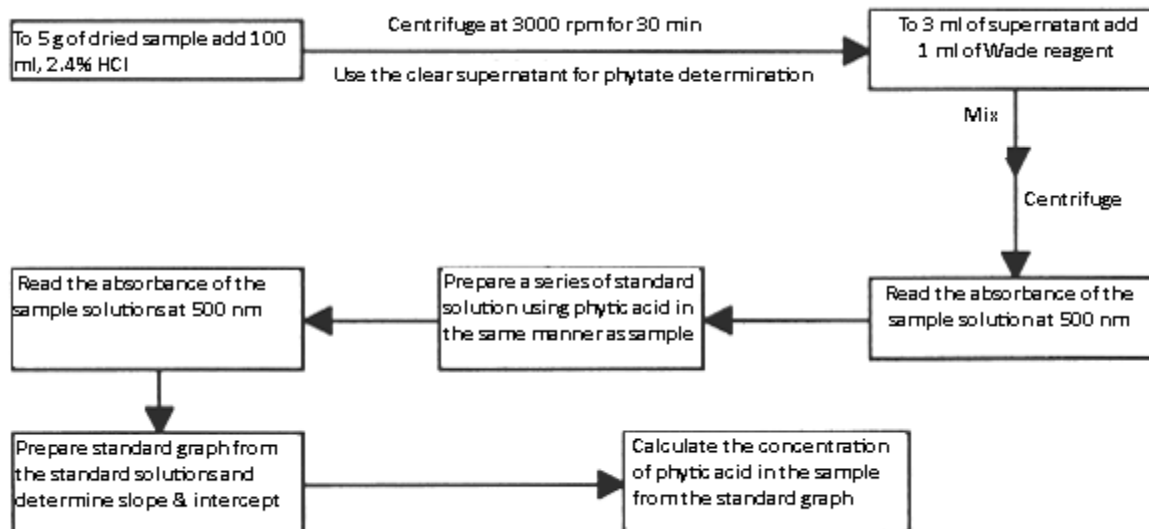 To 5 g of dried sample add 100
ml, 2.4% HCl
Centrifuge at 3000 rpm for 30 min
Use the clear supernatant for phytate determination
To 3 ml of supernatant add
1 ml of Wade reagent
Mix
Centrifuge
Read the absorbance of the
sample solution at 500 nm
Prepare a series of standard
solution using phytic acid in
the same manner as sample
Read the absorbance of the
sample solutions at 500 nm
Prepare standard graph from
the standard solutions and
determine slope & intercept
Calculate the concentration
of phytic acid in the sample
from the standard graph